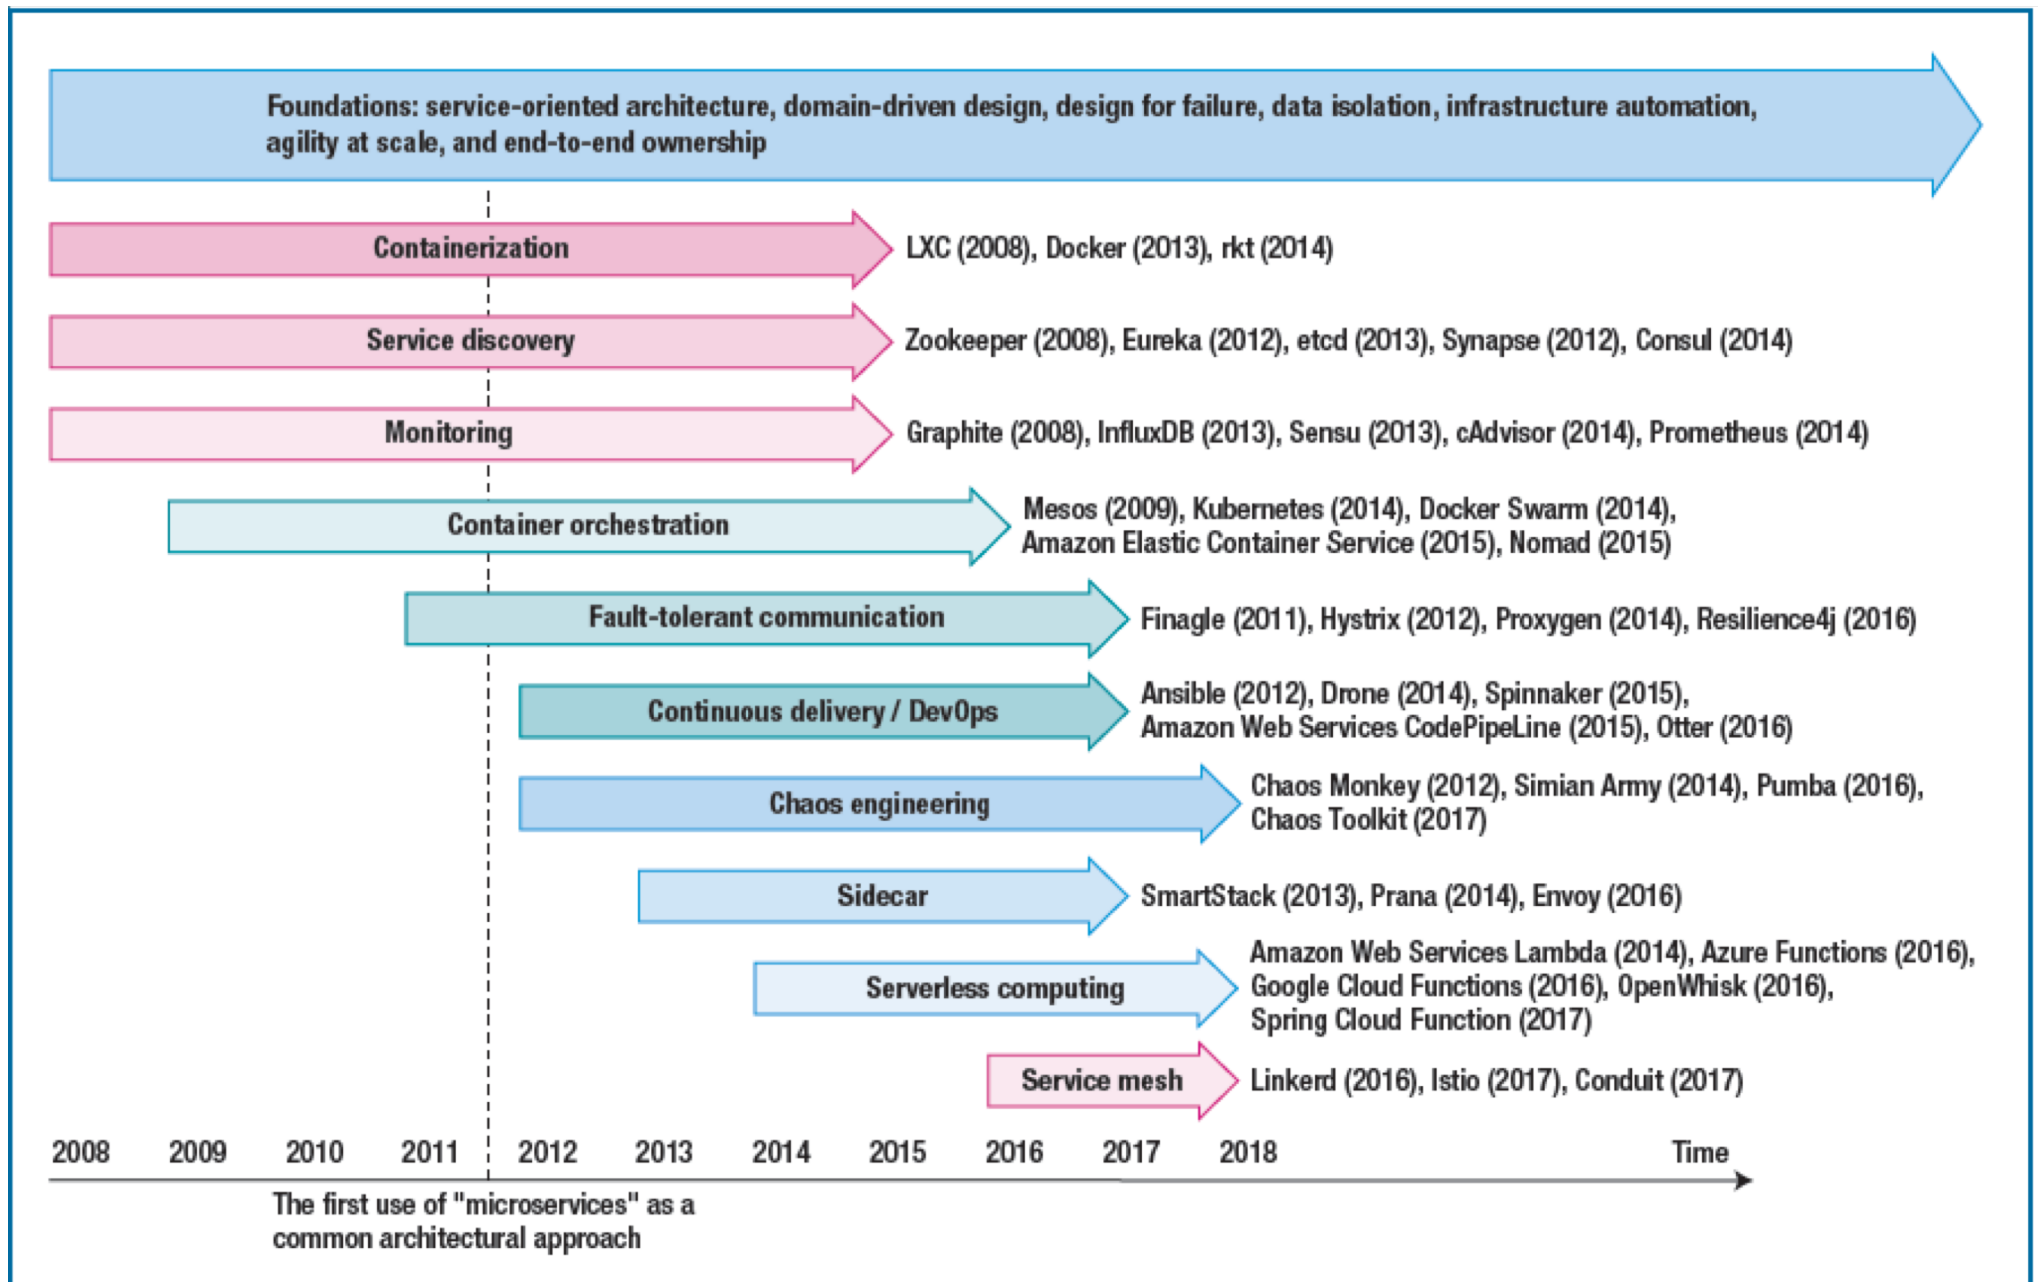 Foundations: service-oriented architecture, domain-driven design, design for failure, data isolation, infrastructure automation,
agility at scale, and end-to-end ownership
Containerization
LXC (2008), Docker (2013), rkt (2014)
Service discovery
Zookeeper (2008), Eureka (2012), etcd (2013), Synapse (2012), Consul (2014)
Monitoring
Graphite (2008), InfluxDB (2013), Sensu (2013), cAdvisor (2014), Prometheus (2014)
Container orchestration
Mesos (2009), Kubernetes (2014), Docker Swarm (2014),
Amazon Elastic Container Service (2015), Nomad (2015)
Fault-tolerant communication
Finagle (2011), Hystrix (2012), Proxygen (2014), Resilience4j (2016)
Continuous delivery / DevOps
Ansible (2012), Drone (2014), Spinnaker (2015),
Amazon Web Services CodePipeLine (2015), Otter (2016)
Chaos engineering
Chaos Monkey (2012), Simian Army (2014), Pumba (2016),
Chaos Toolkit (2017)
Sidecar
SmartStack (2013), Prana (2014), Envoy (2016)
Serverless computing
Amazon Web Services Lambda (2014), Azure Functions (2016),
Google Cloud Functions (2016), OpenWhisk (2016),
Spring Cloud Function (2017)
Service mesh
Linkerd (2016), Istio (2017), Conduit (2017)
2008 2009 2010 2011 2012 2013 2014 2015 2016 2017 2018 Time
The first use of "microservices" as a
common architectural approach